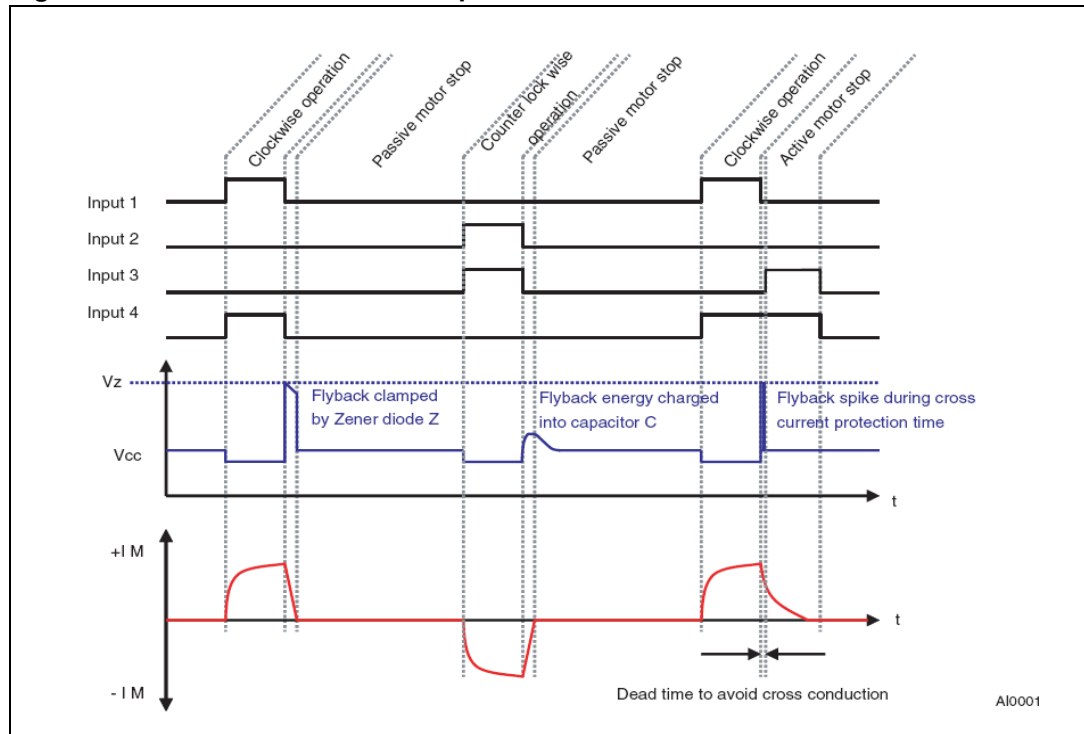 Clockwise operation
Passive motor stop
Counter lock wise
operation
Passive motor stop
Clockwise operation
Active motor stop
Input 1
Input 2
Input 3
Input 4
Vz
Flyback clamped
by Zener diode Z
Flyback energy charged
into capacitor C
Flyback spike during cross
current protection time
Vcc
t
+I M
t
- I M
Dead time to avoid cross conduction
AI0001